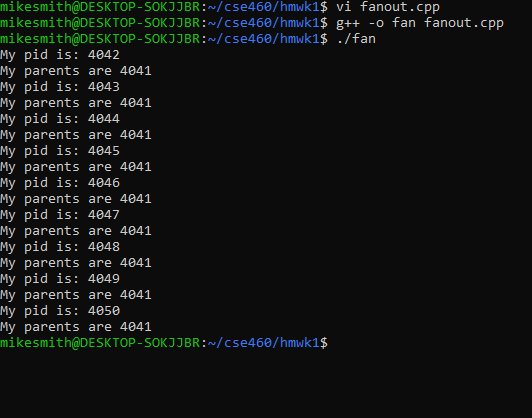 mikesmith@DESKTOP-SOKJJBR:~/cse460/hmwk1$ vi fanout.cpp
mikesmith@DESKTOP-SOKJJBR:~/cse460/hmwk1$ g++ -o fan fanout.cpp
mikesmith@DESKTOP-SOKJJBR:~/cse460/hmwk1$ ./fan
My pid is: 4042
My parents are 4041
My pid is: 4043
My parents are 4041
My pid is: 4044
My parents are 4041
My pid is: 4045
My parents are 4041
My pid is: 4046
My parents are 4041
My pid is: 4047
My parents are 4041
My pid is: 4048
My parents are 4041
My pid is: 4049
My parents are 4041
My pid is: 4050
My parents are 4041
mikesmith@DESKTOP-SOKJJBR:~/cse460/hmwk1$